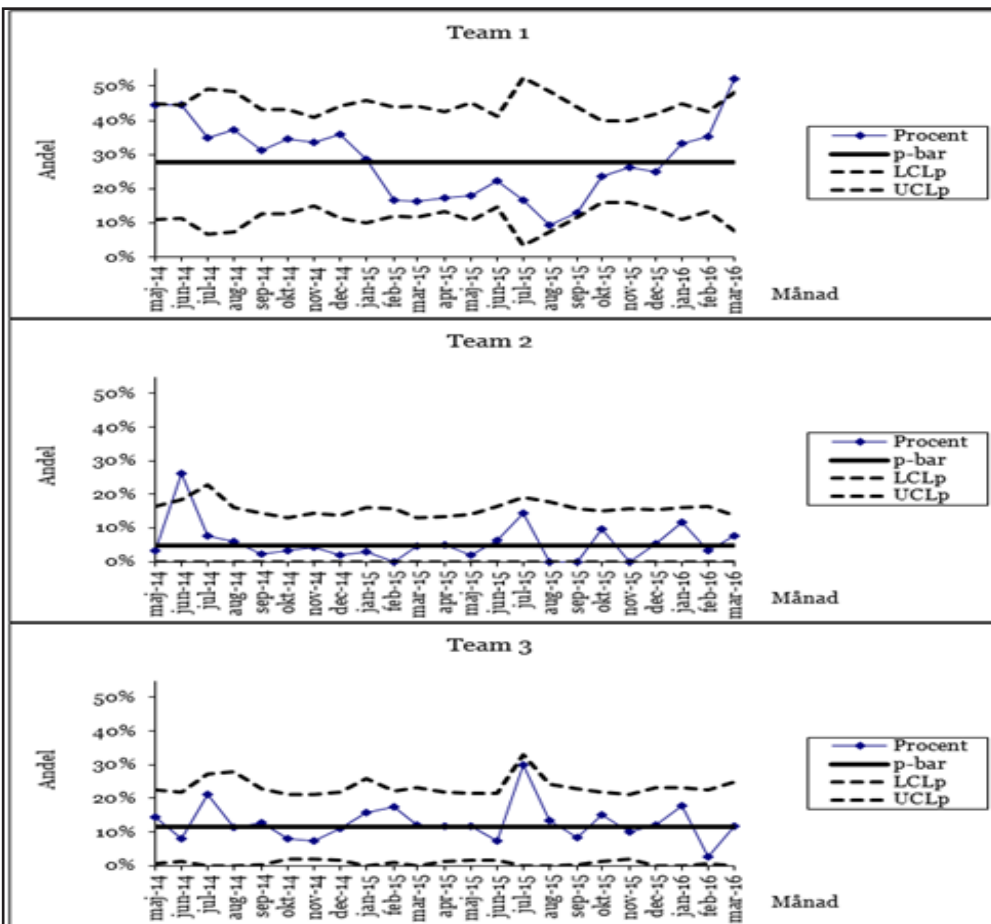 Team 1
Andel
50%
40%
30%
20%
10%
0%
maj-14
jun-14
jul-14
aug-14
sep-14
okt-14
nov-14
dec-14
jan-15
feb-15
mar-15
apr-15
maj-15
jun-15
jul-15
aug-15
sep-15
okt-15
nov-15
dec-15
jan-16
feb-16
mar-16
Månad
Procent
p-bar
LCLp
UCLp
Team 2
Andel
50%
40%
30%
20%
10%
0%
maj-14
jun-14
jul-14
aug-14
sep-14
okt-14
nov-14
dec-14
jan-15
feb-15
mar-15
apr-15
maj-15
jun-15
jul-15
aug-15
sep-15
okt-15
nov-15
dec-15
jan-16
feb-16
mar-16
Månad
Procent
p-bar
LCLp
UCLp
Team 3
Andel
50%
40%
30%
20%
10%
0%
maj-14
jun-14
jul-14
aug-14
sep-14
okt-14
nov-14
dec-14
jan-15
feb-15
mar-15
apr-15
maj-15
jun-15
jul-15
aug-15
sep-15
okt-15
nov-15
dec-15
jan-16
feb-16
mar-16
Månad
Procent
p-bar
LCLp
UCLp